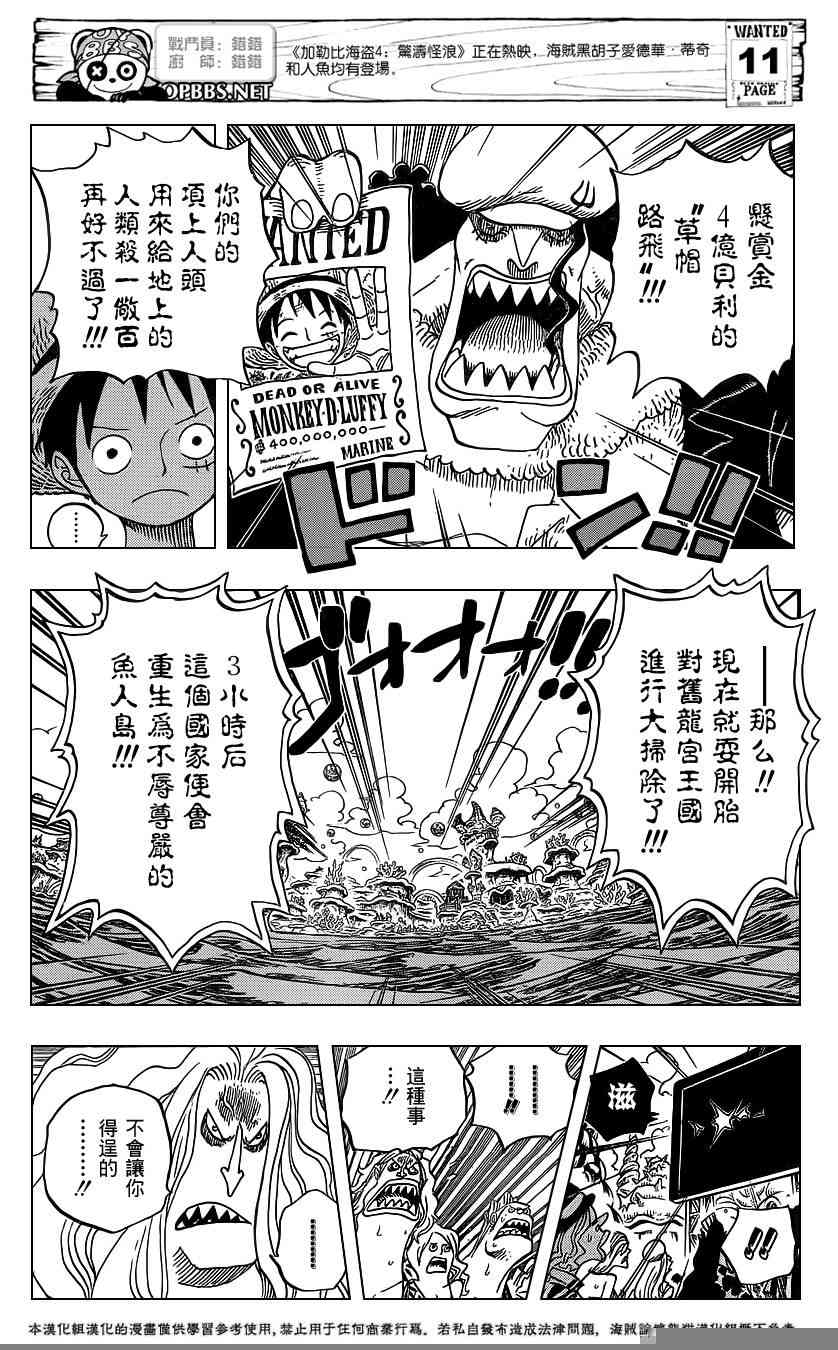 戰鬥員：錯錯
廚　師：錯錯
OPBBS.NET
《加勒比海盗4：驚濤怪浪》正在熱映，海賊黑胡子愛德華·蒂奇
和人魚均有登場。
WANTED
11
PAGE
懸賞金
4億貝利的
〝草帽
路飛〞!!!
你們的
項上人頭
用來給地上的
人類殺一儆百
再好不過了!!!
WANTED
DEAD OR ALIVE
MONKEY·D·LUFFY
฿400,000,000—
MARINE
ドン!!
……
——那么!!
現在就要開始
對舊龍宮王國
進行大掃除了!!!
ゴオオオ…!!
3小時后
這個國家便會
重生爲不辱尊嚴的
魚人島!!!
滋
…!!
………!!
這種事
…!!
…………
不會讓你
得逞的
………!!
本漢化組漢化的漫畫僅供學習參考使用,禁止用于任何商業行爲。若私自發布造成法律問題，海賊論壇熊貓漢化組概不負責